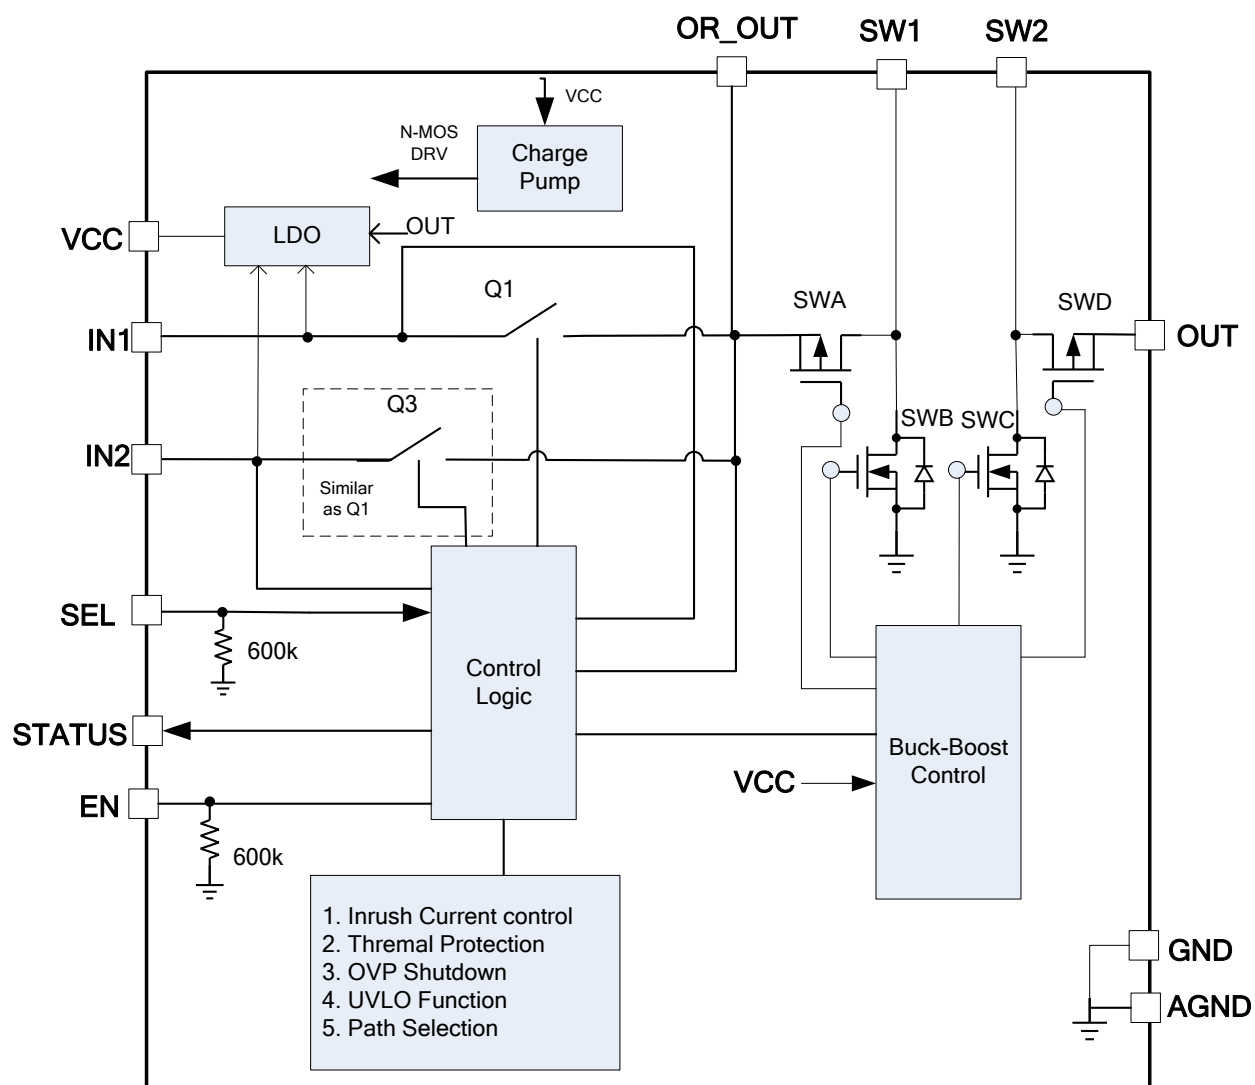 OR_OUT
SW1
SW2
VCC
N-MOS
DRV
Charge
Pump
VCC
LDO
OUT
Q1
SWA
SWD
IN1
OUT
Q3
SWB
SWC
IN2
Similar
as Q1
SEL
600k
Control
Logic
STATUS
Buck-Boost
Control
VCC
EN
600k
1. Inrush Current control
2. Thremal Protection
3. OVP Shutdown
4. UVLO Function
5. Path Selection
GND
AGND